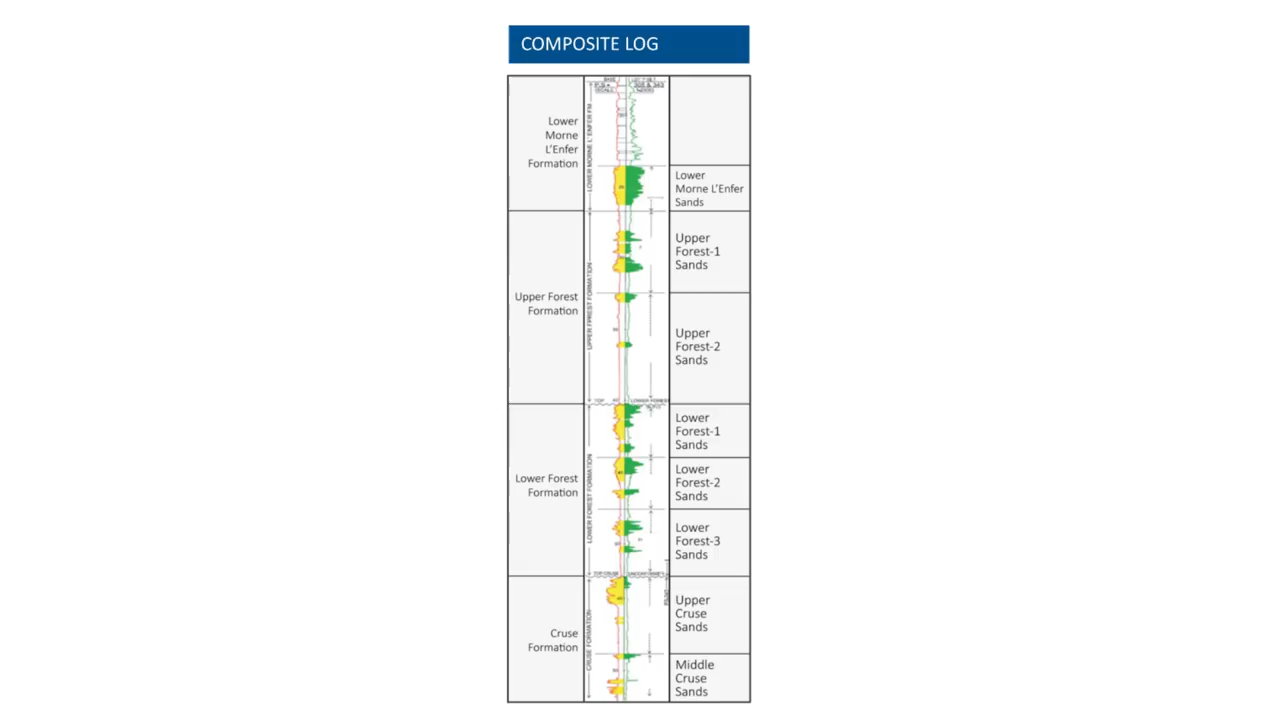 COMPOSITE LOG
Lower
Morne
L'Enfer
Formation
LOWER MORNE L'ENFER FM
Lower
Morne L'Enfer
Sands
Upper Forest
Formation
UPPER FOREST FORMATION
Upper
Forest-1
Sands
Upper
Forest-2
Sands
TOP
Lower Forest
Formation
LOWER FOREST FORMATION
Lower
Forest-1
Sands
Lower
Forest-2
Sands
Lower
Forest-3
Sands
Cruse
Formation
CRUSE FORMATION
Upper
Cruse
Sands
Middle
Cruse
Sands